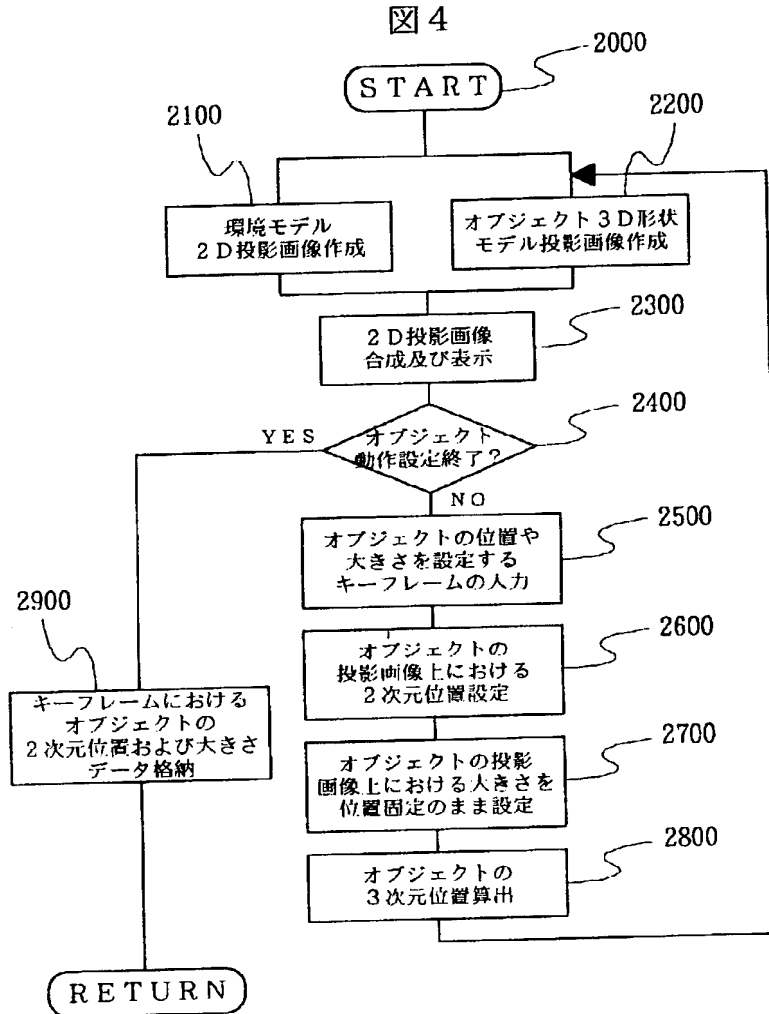 図4
2000
START
2100
2200
環境モデル
2D投影画像作成
オブジェクト3D形状
モデル投影画像作成
2300
2D投影画像
合成及び表示
2400
YES
オブジェクト
動作設定終了?
NO
2500
オブジェクトの位置や
大きさを設定する
キーフレームの入力
2600
オブジェクトの
投影画像上における
2次元位置設定
2900
キーフレームにおける
オブジェクトの
2次元位置および大きさ
データ格納
2700
オブジェクトの投影
画像上における大きさを
位置固定のまま設定
2800
オブジェクトの
3次元位置算出
RETURN